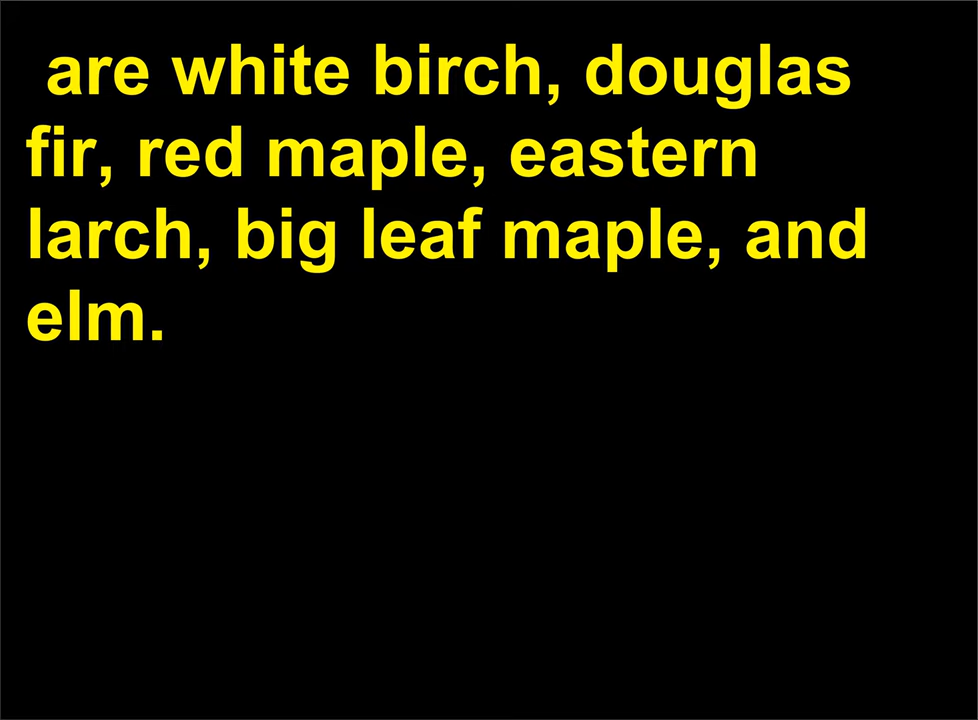 are white birch, douglas
fir, red maple, eastern
larch, big leaf maple, and
elm.